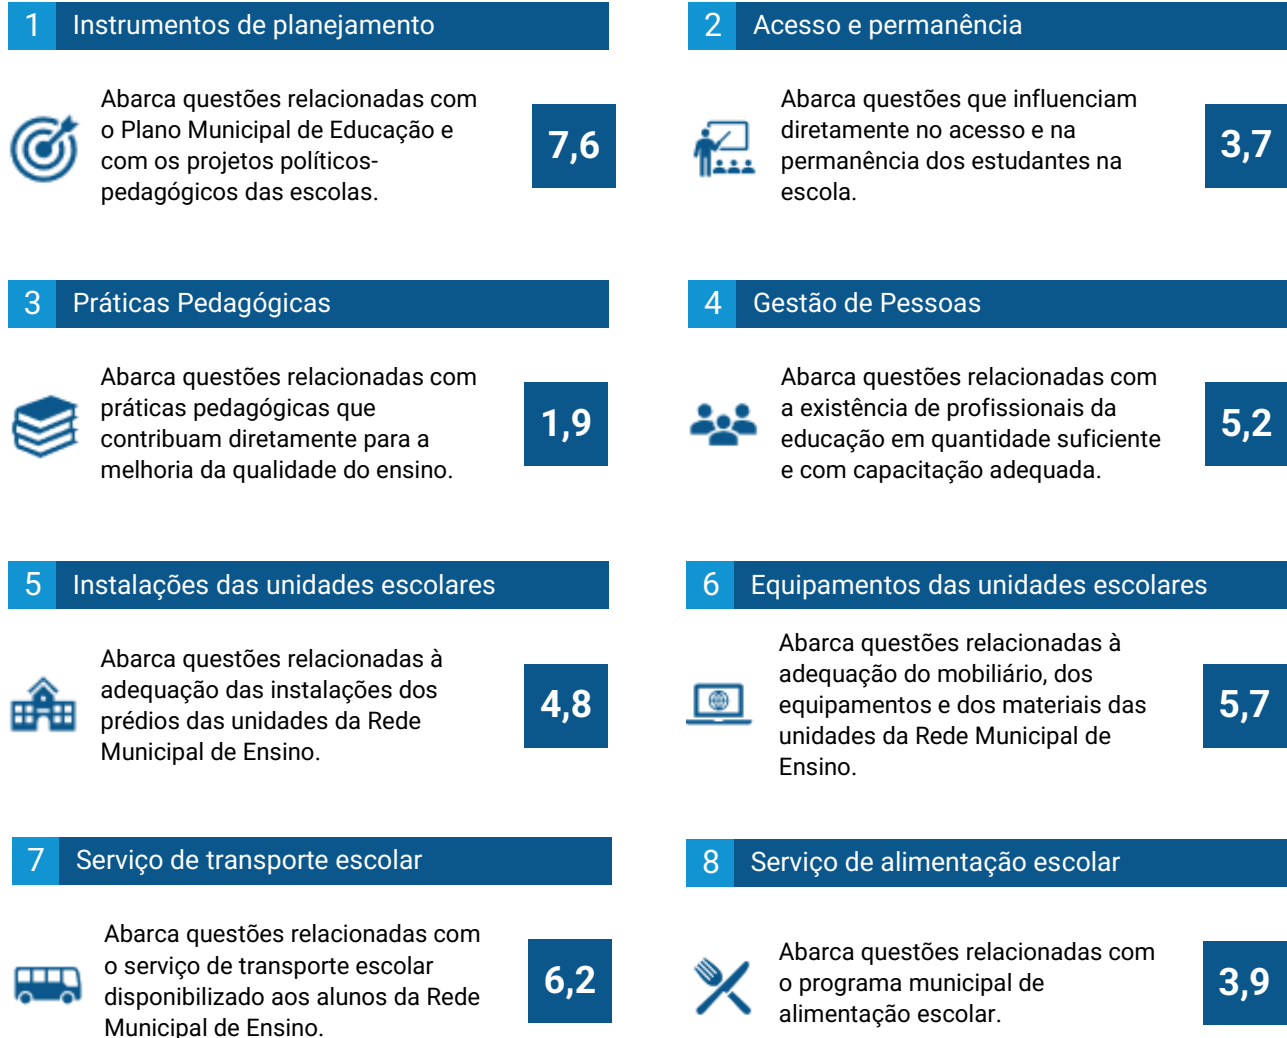 1 Instrumentos de planejamento
Abarca questões relacionadas com
o Plano Municipal de Educação e
com os projetos políticos-
pedagógicos das escolas.
7,6
2 Acesso e permanência
Abarca questões que influenciam
diretamente no acesso e na
permanência dos estudantes na
escola.
3,7
3 Práticas Pedagógicas
Abarca questões relacionadas com
práticas pedagógicas que
contribuam diretamente para a
melhoria da qualidade do ensino.
1,9
4 Gestão de Pessoas
Abarca questões relacionadas com
a existência de profissionais da
educação em quantidade suficiente
e com capacitação adequada.
5,2
5 Instalações das unidades escolares
Abarca questões relacionadas à
adequação das instalações dos
prédios das unidades da Rede
Municipal de Ensino.
4,8
6 Equipamentos das unidades escolares
Abarca questões relacionadas à
adequação do mobiliário, dos
equipamentos e dos materiais das
unidades da Rede Municipal de
Ensino.
5,7
7 Serviço de transporte escolar
Abarca questões relacionadas com
o serviço de transporte escolar
disponibilizado aos alunos da Rede
Municipal de Ensino.
6,2
8 Serviço de alimentação escolar
Abarca questões relacionadas com
o programa municipal de
alimentação escolar.
3,9